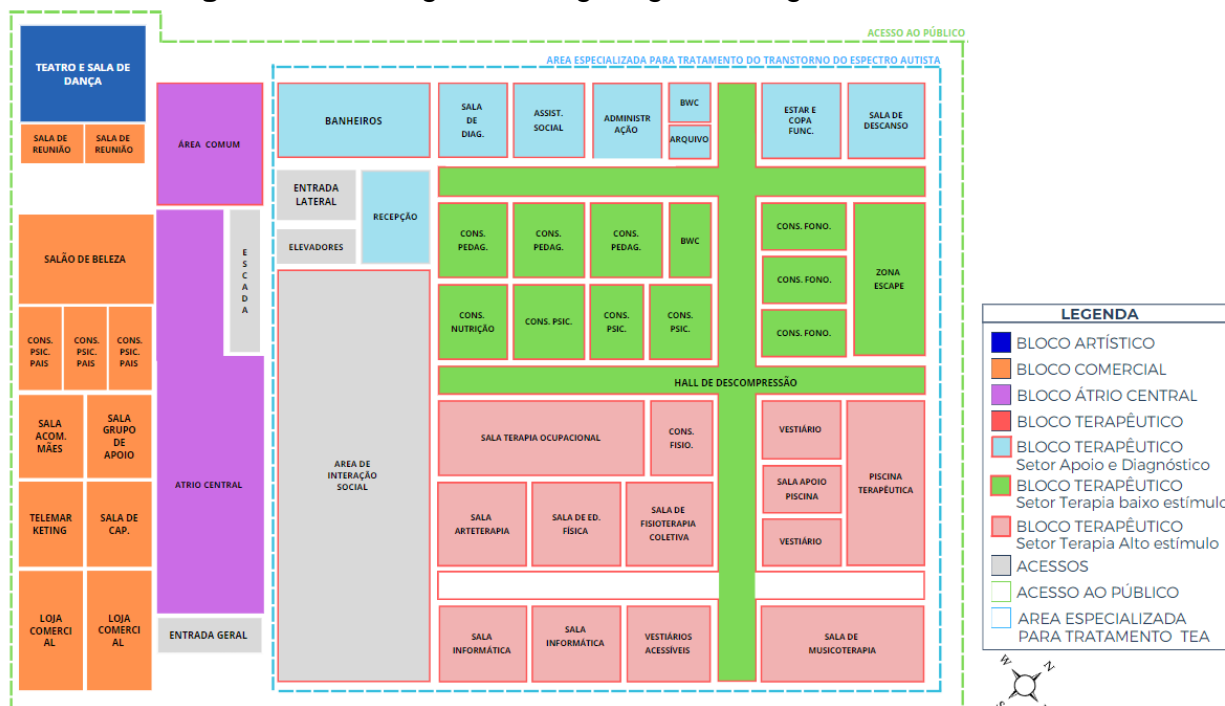 ACESSO AO PÚBLICO
AREA ESPECIALIZADA PARA TRATAMENTO DO TRANSTORNO DO ESPECTRO AUTISTA
TEATRO E SALA DE
DANÇA
SALA DE
REUNIÃO
SALA DE
REUNIÃO
ÁREA COMUM
BANHEIROS
SALA
DE
DIAG.
ASSIST.
SOCIAL
ADMINISTR
AÇÃO
BWC
ARQUIVO
ESTAR E
COPA
FUNC.
SALA DE
DESCANSO
ENTRADA
LATERAL
RECEPÇÃO
ELEVADORES
E
S
C
A
D
A
SALÃO DE BELEZA
CONS.
PEDAG.
CONS.
PEDAG.
CONS.
PEDAG.
BWC
CONS. FONO.
CONS. FONO.
CONS. FONO.
ZONA
ESCAPE
CONS.
NUTRIÇÃO
CONS. PSIC.
CONS.
PSIC.
CONS.
PSIC.
CONS.
PSIC.
PAIS
CONS.
PSIC.
PAIS
CONS.
PSIC.
PAIS
HALL DE DESCOMPRESSÃO
SALA
ACOM.
MÃES
SALA
GRUPO
DE
APOIO
ATRIO CENTRAL
AREA DE
INTERAÇÃO
SOCIAL
SALA TERAPIA OCUPACIONAL
CONS.
FISIO.
VESTIÁRIO
SALA APOIO
PISCINA
VESTIÁRIO
PISCINA
TERAPÊUTICA
TELEMAR
KETING
SALA DE
CAP.
SALA
ARTETERAPIA
SALA DE ED.
FÍSICA
SALA DE
FISIOTERAPIA
COLETIVA
LOJA
COMERCI
AL
LOJA
COMERCI
AL
ENTRADA GERAL
SALA
INFORMÁTICA
SALA
INFORMÁTICA
VESTIÁRIOS
ACESSÍVEIS
SALA DE
MUSICOTERAPIA
LEGENDA
BLOCO ARTÍSTICO
BLOCO COMERCIAL
BLOCO ÁTRIO CENTRAL
BLOCO TERAPÊUTICO
BLOCO TERAPÊUTICO
Setor Apoio e Diagnóstico
BLOCO TERAPÊUTICO
Setor Terapia baixo estímulo
BLOCO TERAPÊUTICO
Setor Terapia Alto estímulo
ACESSOS
ACESSO AO PÚBLICO
AREA ESPECIALIZADA
PARA TRATAMENTO TEA
W
N